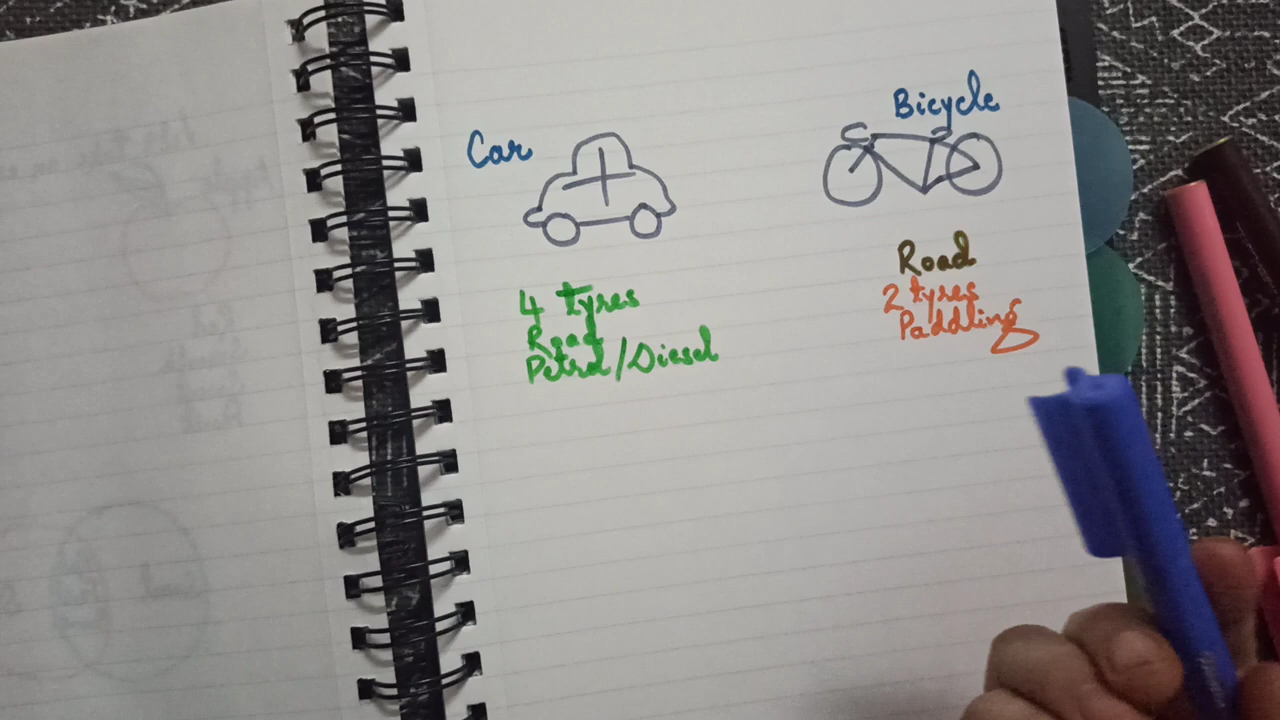 Car
Bicycle
4 tyres
Road
Petrol/Diesel
Road
2 tyres
Paddling